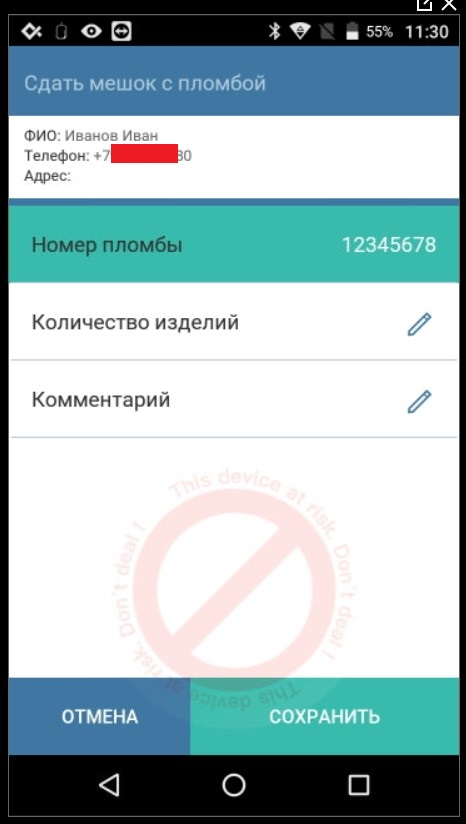 55% 11:30
Сдать мешок с пломбой
ФИО: Иванов Иван
Телефон: +7 80
Адрес:
Номер пломбы 12345678
Количество изделий
Комментарий
This device at risk. Don`t deal ! This device at risk. Don`t deal !
ОТМЕНА СОХРАНИТЬ